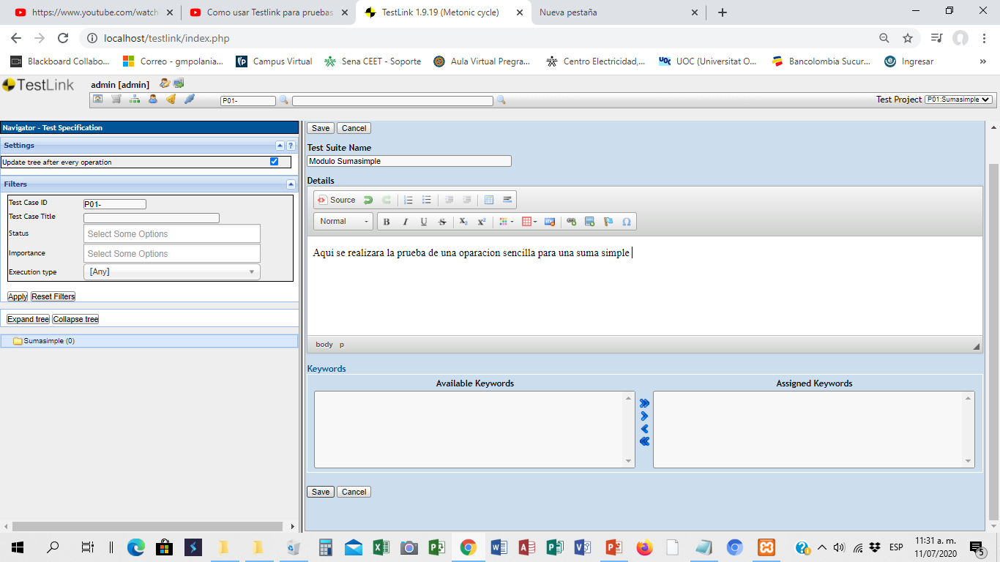 https://www.youtube.com/watch
Como usar Testlink para pruebas
TestLink 1.9.19 (Metonic cycle)
Nueva pestaña
localhost/testlink/index.php
Blackboard Collabo...
Correo - gmpolania...
Campus Virtual
Sena CEET - Soporte
Aula Virtual Pregra...
Centro Electricidad,...
UOC (Universitat O...
Bancolombia Sucur...
Ingresar
»
TestLink
admin [admin]
P01-
Test Project P01:Sumasimple
Navigator - Test Specification
Settings
?
Update tree after every operation
Filters
Test Case ID P01-
Test Case Title
Status Select Some Options
Importance Select Some Options
Execution type [Any]
Apply Reset Filters
Expand tree Collapse tree
Sumasimple (0)
Save Cancel
Test Suite Name
Modulo Sumasimple
Details
Source
Normal B I U S X₂ X² Ω
Aqui se realizara la prueba de una oparacion sencilla para una suma simple
body p
Keywords
Available Keywords Assigned Keywords
Save Cancel
ESP
11:31 a. m.
11/07/2020
5